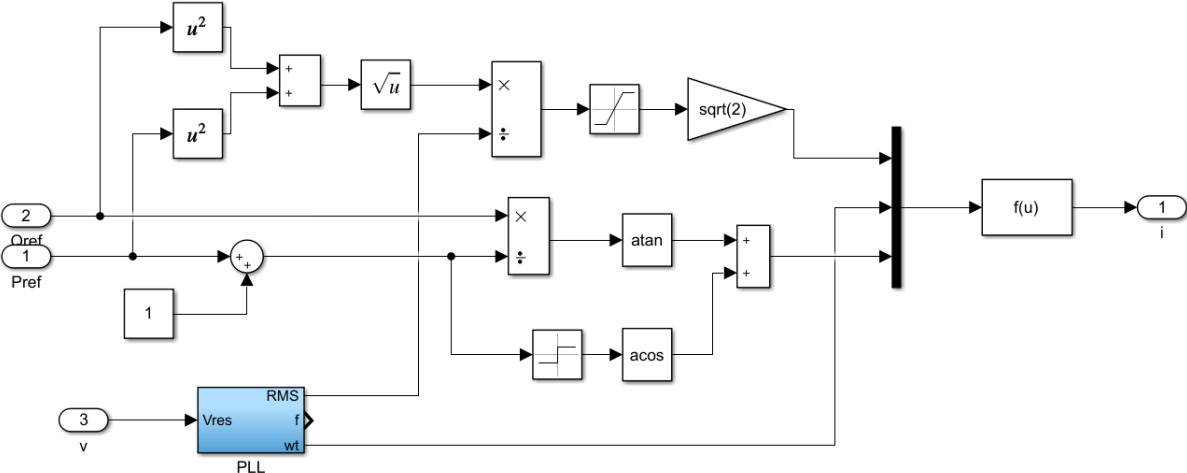 u²
+
+
√u
×
÷
sqrt(2)
u²
2
Qref
1
Pref
+
+
1
×
÷
atan
+
+
acos
f(u)
1
i
3
v
Vres
RMS
f
wt
PLL